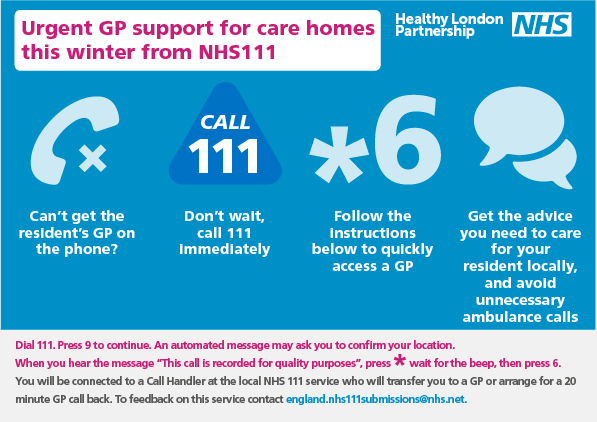 Urgent GP support for care homes
this winter from NHS111
Healthy London
Partnership
NHS
CALL
111
*6
Can't get the
resident's GP on
the phone?
Don't wait,
call 111
immediately
Follow the
instructions
below to quickly
access a GP
Get the advice
you need to care
for your
resident locally,
and avoid
unnecessary
ambulance calls
Dial 111. Press 9 to continue. An automated message may ask you to confirm your location.
When you hear the message “This call is recorded for quality purposes”, press * wait for the beep, then press 6.
You will be connected to a Call Handler at the local NHS 111 service who will transfer you to a GP or arrange for a 20
minute GP call back. To feedback on this service contact england.nhs111submissions@nhs.net.